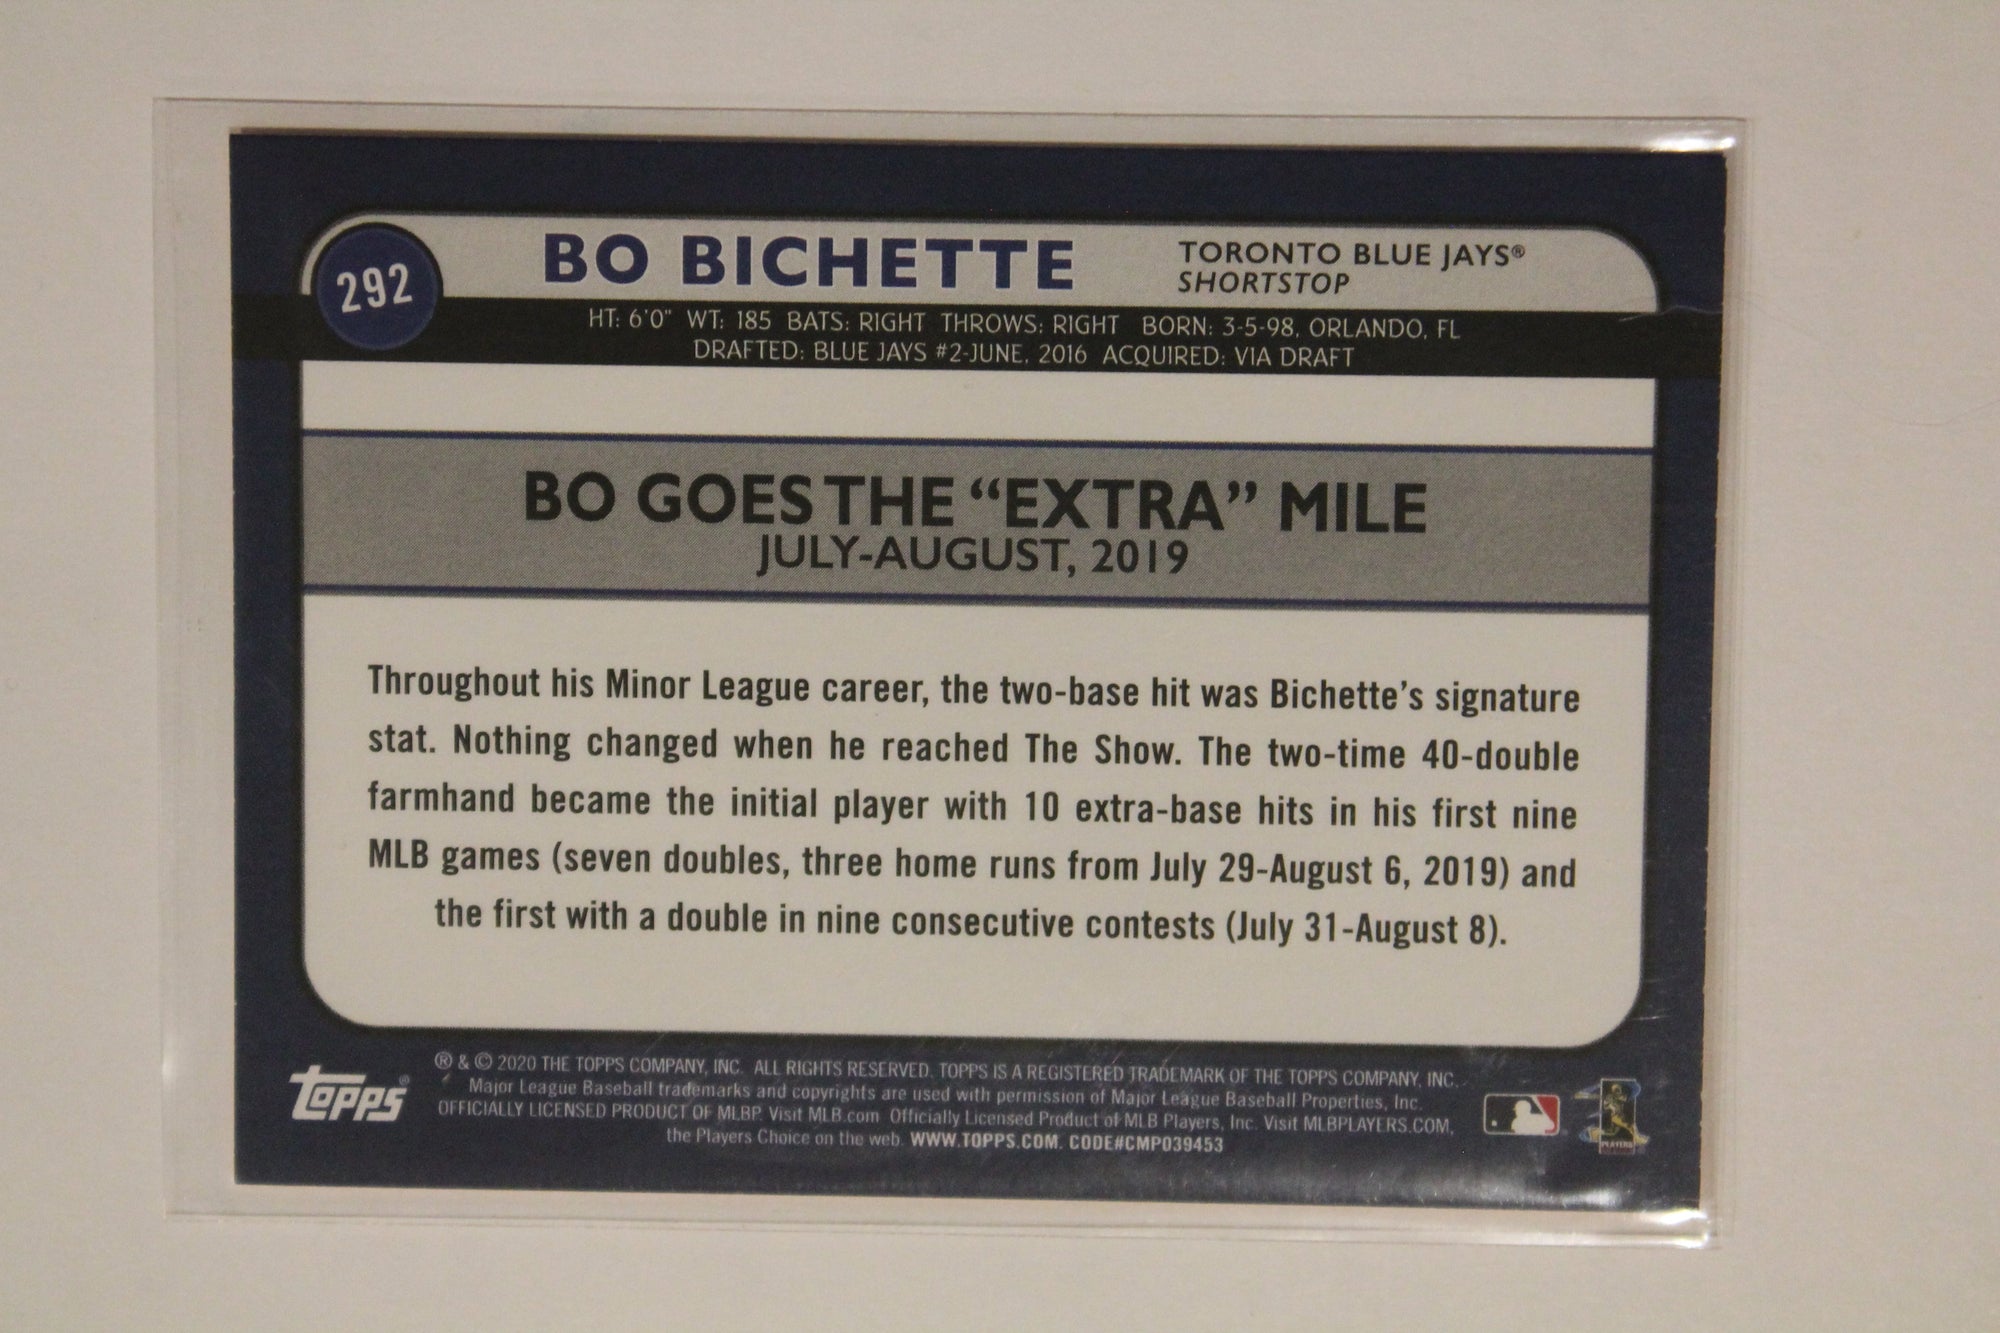 292
BO BICHETTE
TORONTO BLUE JAYS®
SHORTSTOP
HT: 6'0" WT: 185 BATS: RIGHT THROWS: RIGHT BORN: 3-5-98, ORLANDO, FL
DRAFTED: BLUE JAYS #2-JUNE, 2016 ACQUIRED: VIA DRAFT
BO GOES THE “EXTRA” MILE
JULY-AUGUST, 2019
Throughout his Minor League career, the two-base hit was Bichette’s signature
stat. Nothing changed when he reached The Show. The two-time 40-double
farmhand became the initial player with 10 extra-base hits in his first nine
MLB games (seven doubles, three home runs from July 29-August 6, 2019) and
the first with a double in nine consecutive contests (July 31-August 8).
Topps®
® & © 2020 THE TOPPS COMPANY, INC. ALL RIGHTS RESERVED. TOPPS IS A REGISTERED TRADEMARK OF THE TOPPS COMPANY, INC.
Major League Baseball trademarks and copyrights are used with permission of Major League Baseball Properties, Inc.
OFFICIALLY LICENSED PRODUCT OF MLBP. Visit MLB.com Officially Licensed Product of MLB Players, Inc. Visit MLBPLAYERS.COM,
the Players Choice on the web. WWW.TOPPS.COM. CODE#CMP039453
PLAYERS